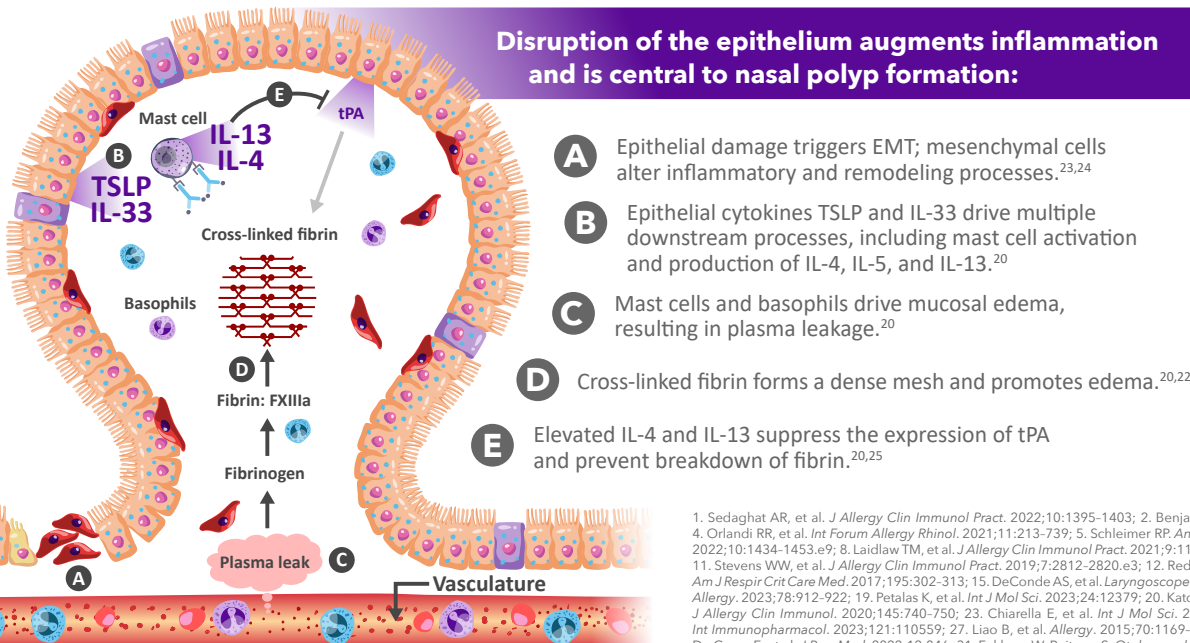 Disruption of the epithelium augments inflammation
and is central to nasal polyp formation:
E
tPA
Mast cell
IL-13
IL-4
B
TSLP
IL-33
Cross-linked fibrin
Basophils
D
Fibrin: FXIIIa
Fibrinogen
Plasma leak
C
A
Vasculature
A
Epithelial damage triggers EMT; mesenchymal cells
alter inflammatory and remodeling processes.23,24
B
Epithelial cytokines TSLP and IL-33 drive multiple
downstream processes, including mast cell activation
and production of IL-4, IL-5, and IL-13.20
C
Mast cells and basophils drive mucosal edema,
resulting in plasma leakage.20
D
Cross-linked fibrin forms a dense mesh and promotes edema.20,22
E
Elevated IL-4 and IL-13 suppress the expression of tPA
and prevent breakdown of fibrin.20,25
1. Sedaghat AR, et al. J Allergy Clin Immunol Pract. 2022;10:1395–1403; 2. Benja
4. Orlandi RR, et al. Int Forum Allergy Rhinol. 2021;11:213–739; 5. Schleimer RP. An
2022;10:1434–1453.e9; 8. Laidlaw TM, et al. J Allergy Clin Immunol Pract. 2021;9:11
11. Stevens WW, et al. J Allergy Clin Immunol Pract. 2019;7:2812–2820.e3; 12. Red
Am J Respir Crit Care Med. 2017;195:302–313; 15. DeConde AS, et al. Laryngoscope
Allergy. 2023;78:912–922; 19. Petalas K, et al. Int J Mol Sci. 2023;24:12379; 20. Kato
J Allergy Clin Immunol. 2020;145:740–750; 23. Chiarella E, et al. Int J Mol Sci. 2
Int Immunopharmacol. 2023;121:110559; 27. Liao B, et al. Allergy. 2015;70:1169–